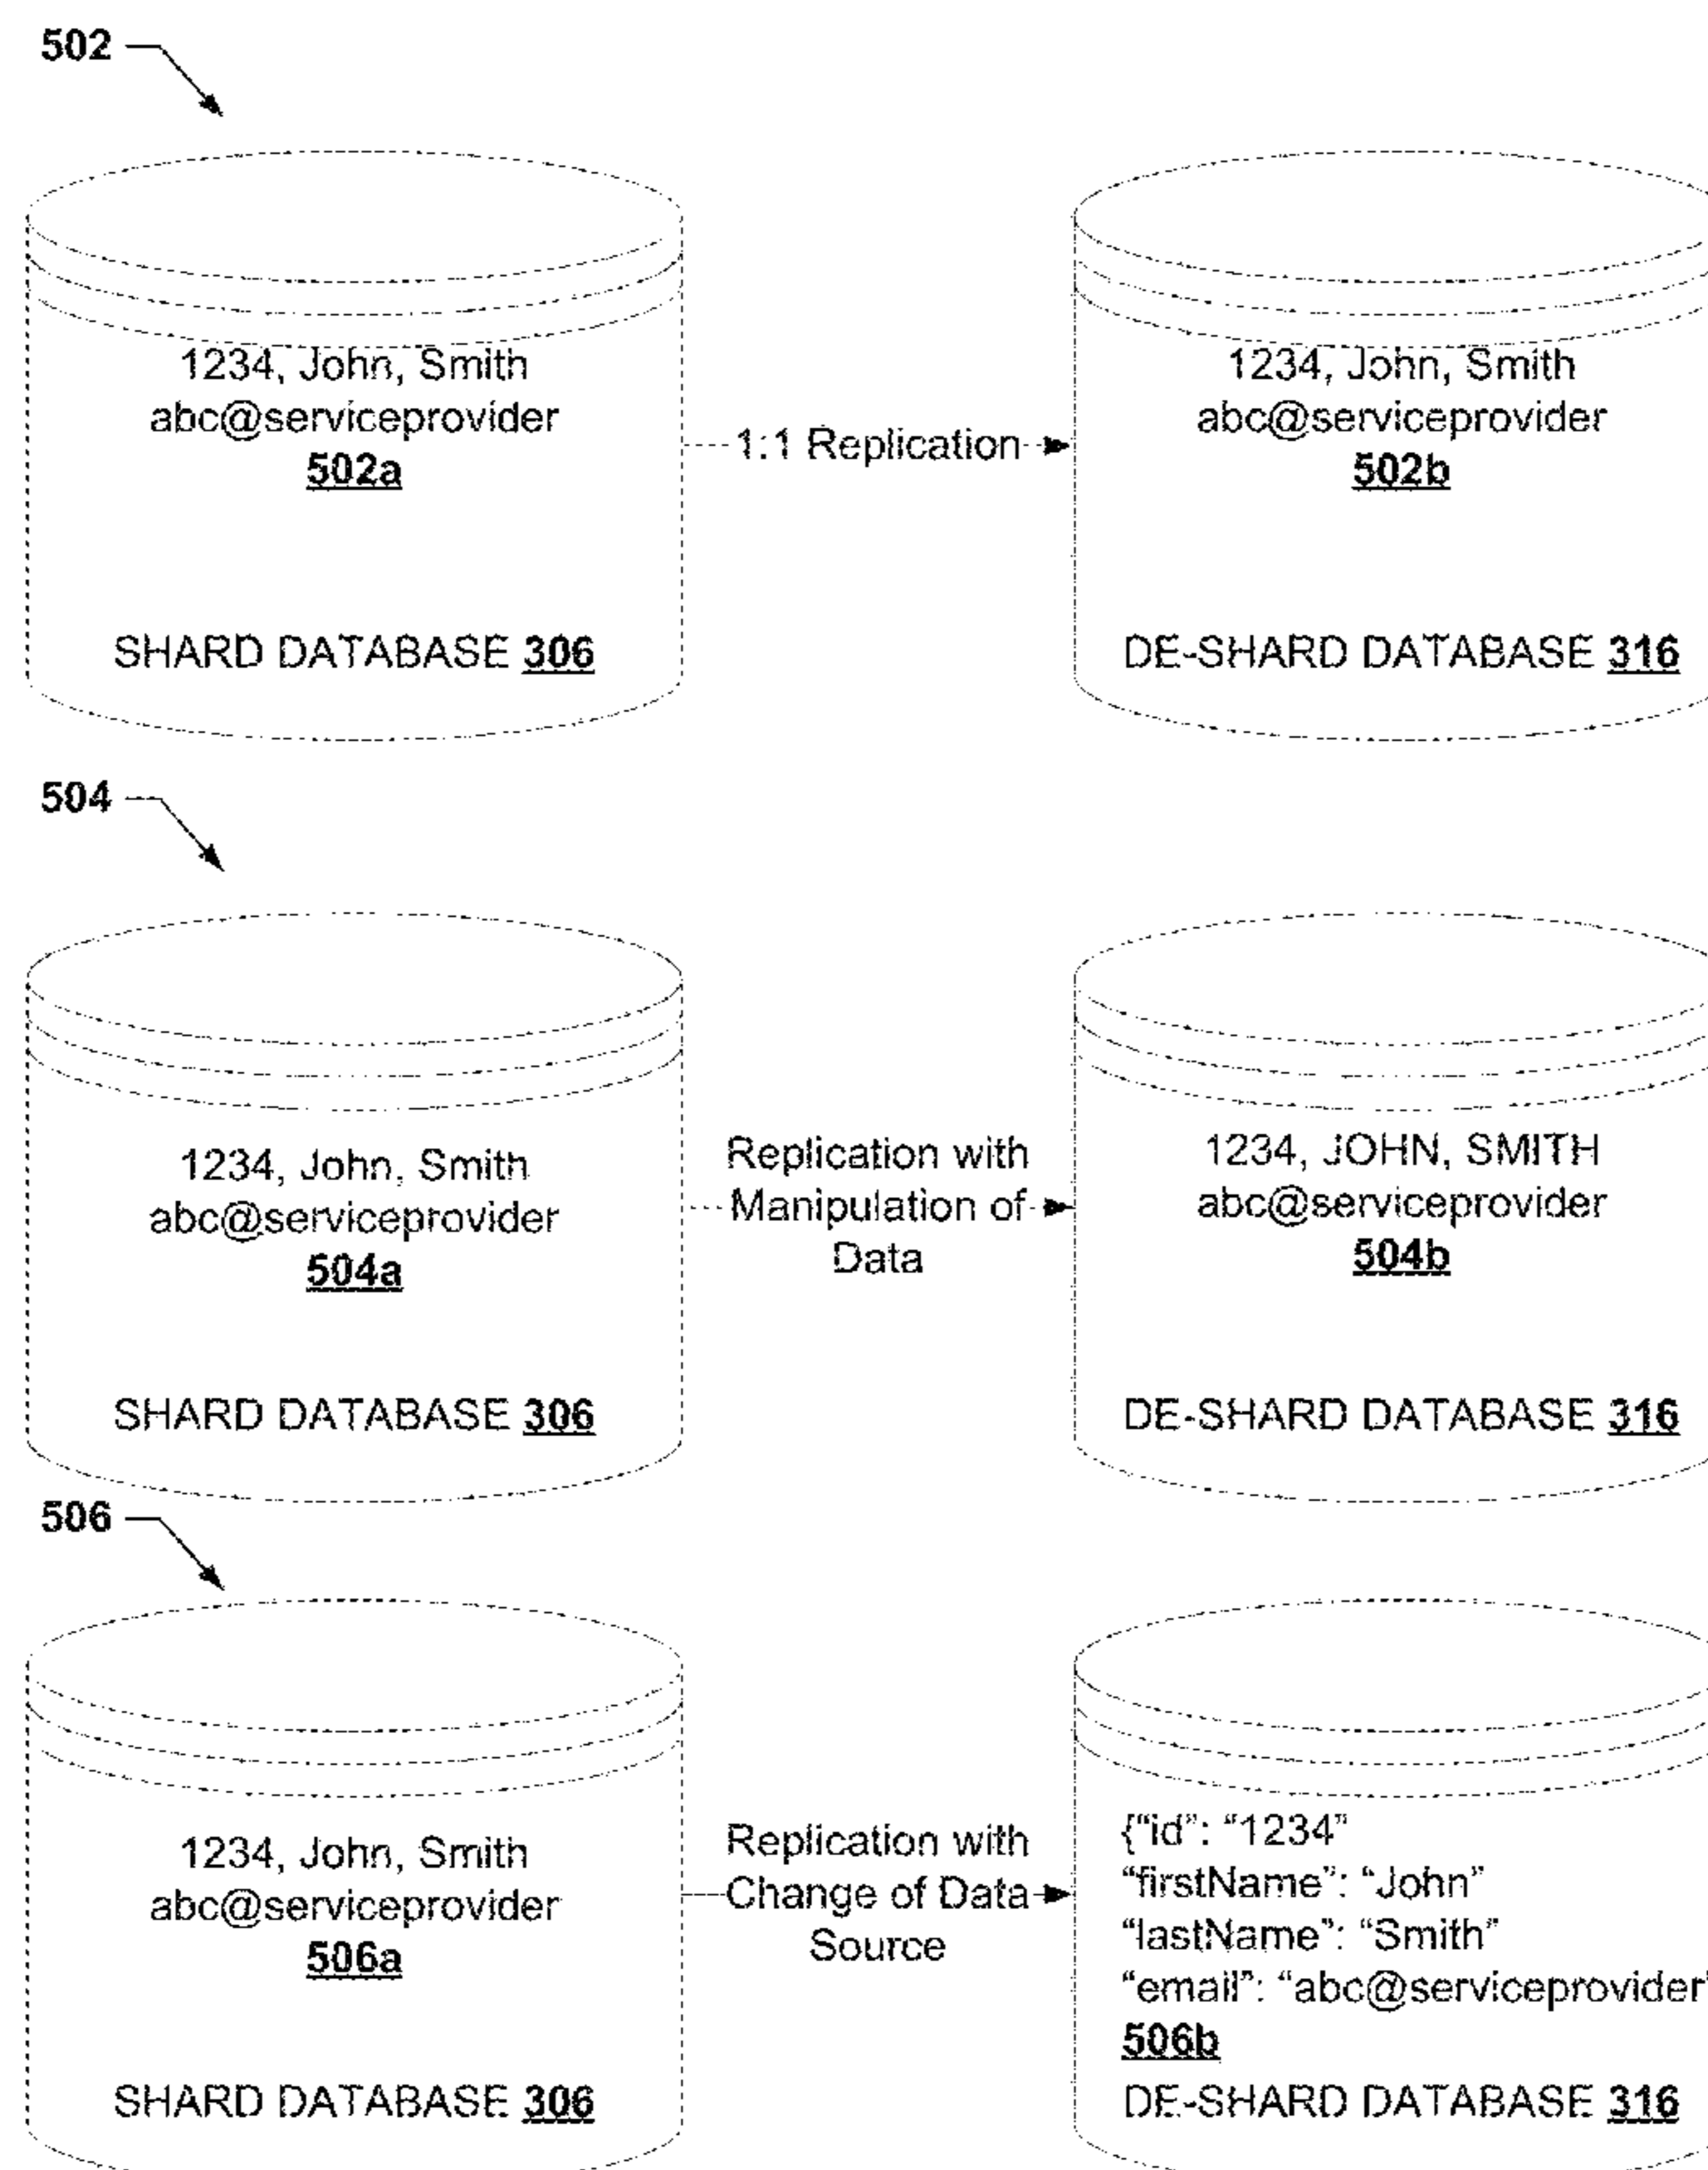 502
1234, John, Smith
abc@serviceprovider
502a
1:1 Replication
1234, John, Smith
abc@serviceprovider
502b
SHARD DATABASE 306
DE-SHARD DATABASE 316
504
1234, John, Smith
abc@serviceprovider
504a
Replication with
Manipulation of
Data
1234, JOHN, SMITH
abc@serviceprovider
504b
SHARD DATABASE 306
DE-SHARD DATABASE 316
506
1234, John, Smith
abc@serviceprovider
506a
Replication with
Change of Data
Source
{“id”: “1234”
“firstName”: “John”
“lastName”: “Smith”
“email”: “abc@serviceprovider”
506b
SHARD DATABASE 306
DE-SHARD DATABASE 316